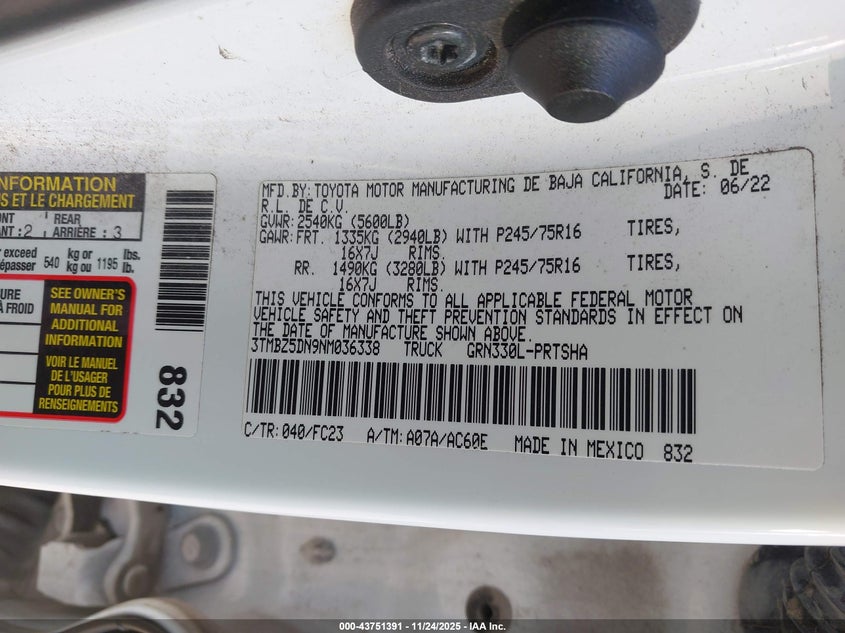 INFORMATION
S ET LE CHARGEMENT
NT REAR
ANT:2 ARRIÈRE: 3
r exceed 540 kg or 1195 lbs.
dépasser kg ou lb.
URE
À FROID
SEE OWNER'S
MANUAL FOR
ADDITIONAL
INFORMATION
VOIR LE MANUEL
DE L'USAGER
POUR PLUS DE
RENSEIGNEMENTS
832
MFD.BY:TOYOTA MOTOR MANUFACTURING DE BAJA CALIFORNIA, S. DE
R.L. DE C.V. DATE: 06/22
GVWR:2540KG (5600LB)
GAWR:FRT. 1335KG (2940LB) WITH P245/75R16 TIRES,
16X7J RIMS.
RR. 1490KG (3280LB) WITH P245/75R16 TIRES,
16X7J RIMS.
THIS VEHICLE CONFORMS TO ALL APPLICABLE FEDERAL MOTOR
VEHICLE SAFETY AND THEFT PREVENTION STANDARDS IN EFFECT ON
THE DATE OF MANUFACTURE SHOWN ABOVE.
3TMBZ5DN9NM036338 TRUCK GRN330L-PRTSHA
C/TR:040/FC23 A/TM:A07A/AC60E MADE IN MEXICO 832
000-43751391 — 11/24/2025 — IAA Inc.